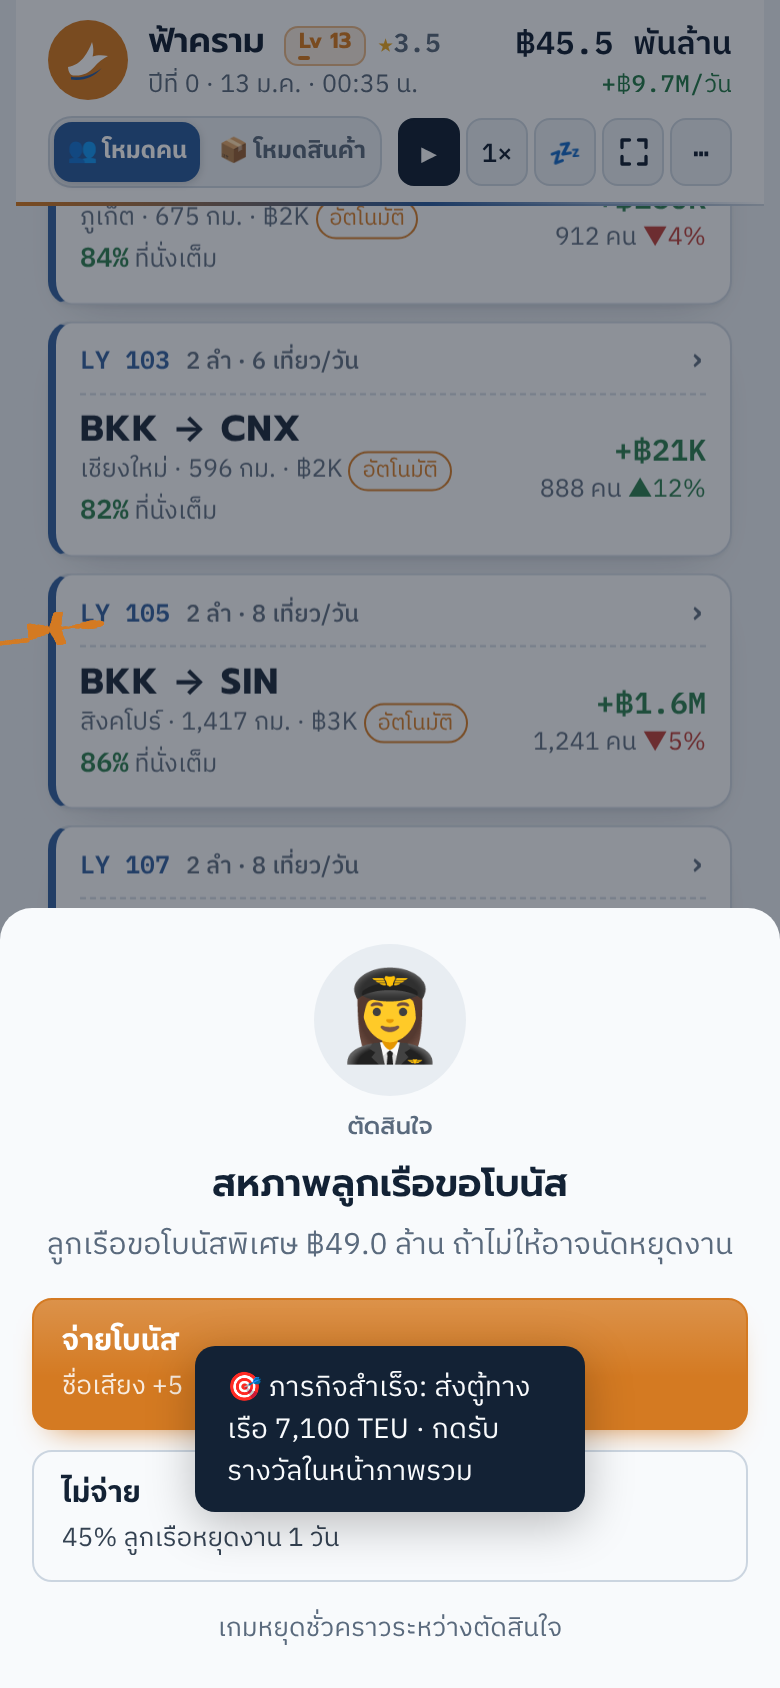 ฟ้าคราม Lv 13 ★3.5 ฿45.5 พันล้าน
ปีที่ 0 · 13 ม.ค. · 00:35 น. +฿9.7M/วัน
👥 โหมดคน 📦 โหมดสินค้า ▶ 1× 💤 ⋯
ภูเก็ต · 675 กม. · ฿2K อัตโนมัติ
912 คน ▼4%
84% ที่นั่งเต็ม
LY 103 2 ลำ · 6 เที่ยว/วัน ›
BKK → CNX
+฿21K
เชียงใหม่ · 596 กม. · ฿2K อัตโนมัติ
888 คน ▲12%
82% ที่นั่งเต็ม
LY 105 2 ลำ · 8 เที่ยว/วัน ›
BKK → SIN
+฿1.6M
สิงคโปร์ · 1,417 กม. · ฿3K อัตโนมัติ
1,241 คน ▼5%
86% ที่นั่งเต็ม
LY 107 2 ลำ · 8 เที่ยว/วัน ›
ตัดสินใจ
สหภาพลูกเรือขอโบนัส
ลูกเรือขอโบนัสพิเศษ ฿49.0 ล้าน ถ้าไม่ให้อาจนัดหยุดงาน
จ่ายโบนัส
ชื่อเสียง +5
🎯 ภารกิจสำเร็จ: ส่งตู้ทาง
เรือ 7,100 TEU · กดรับ
รางวัลในหน้าภาพรวม
ไม่จ่าย
45% ลูกเรือหยุดงาน 1 วัน
เกมหยุดชั่วคราวระหว่างตัดสินใจ